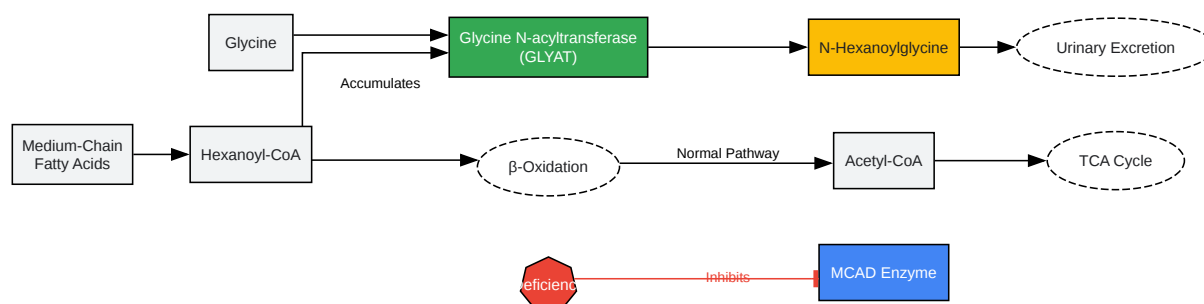 Glycine
Glycine N-acyltransferase
(GLYAT)
N-Hexanoylglycine
Urinary Excretion
Accumulates
Medium-Chain
Fatty Acids
Hexanoyl-CoA
β-Oxidation
Normal Pathway
Acetyl-CoA
TCA Cycle
Inhibits
MCAD Enzyme